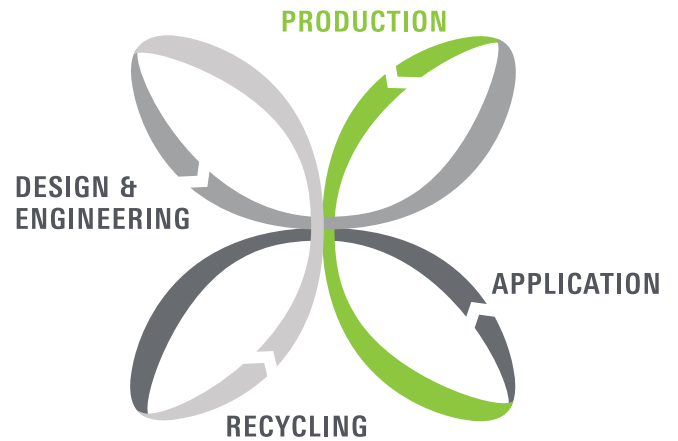 PRODUCTION
DESIGN &
ENGINEERING
APPLICATION
RECYCLING